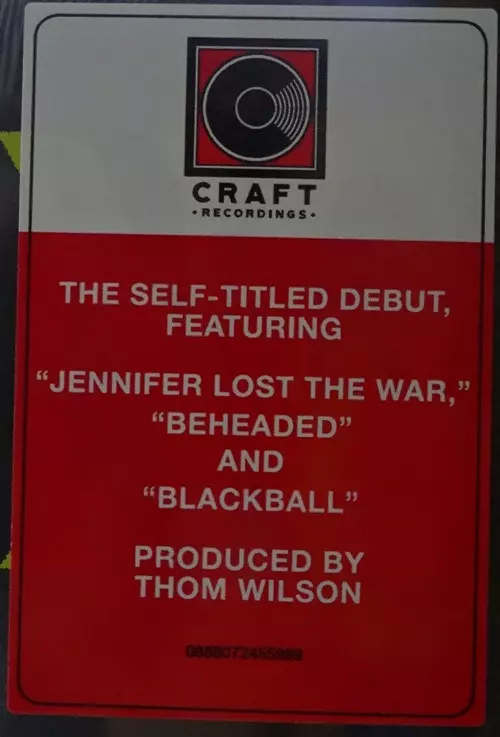 CRAFT
•RECORDINGS•
THE SELF-TITLED DEBUT,
FEATURING
“JENNIFER LOST THE WAR,”
“BEHEADED”
AND
“BLACKBALL”
PRODUCED BY
THOM WILSON